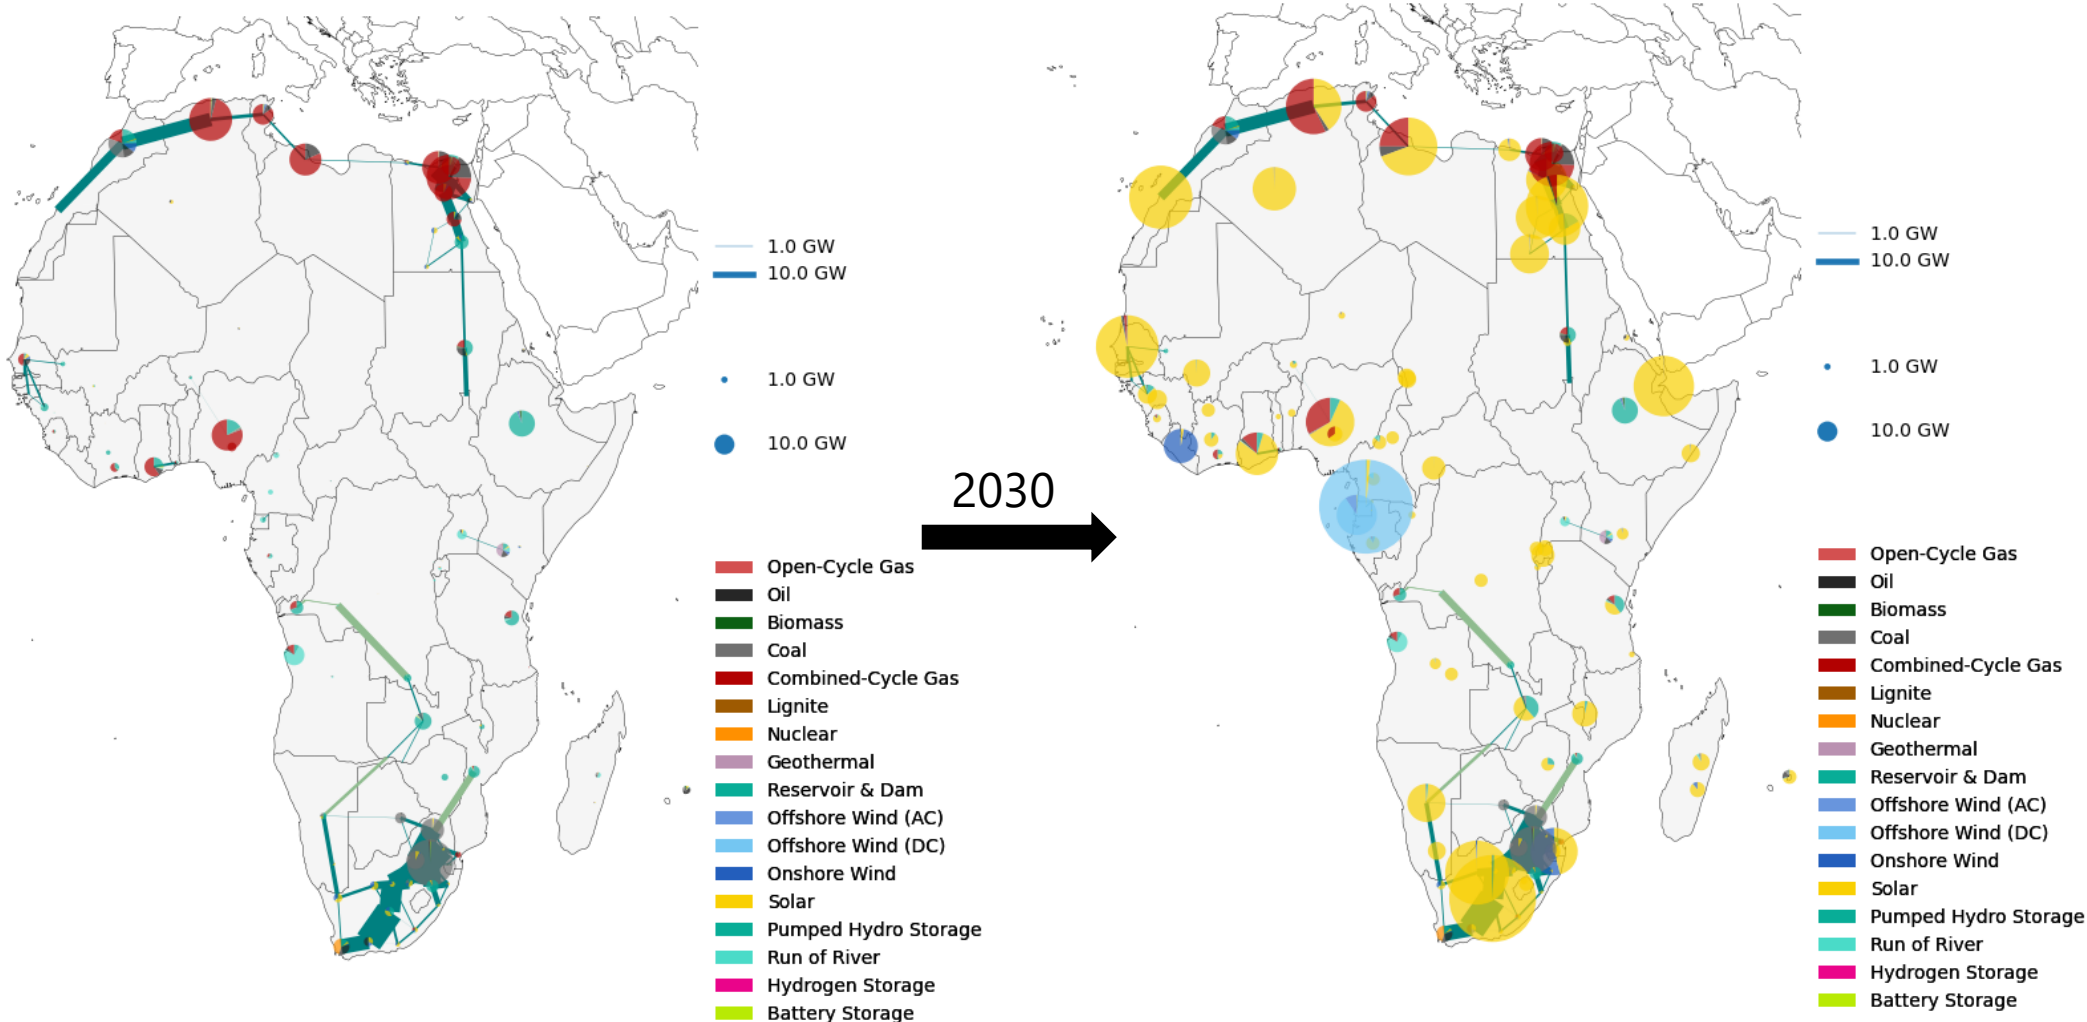 1.0 GW
10.0 GW
1.0 GW
10.0 GW
Open-Cycle Gas
Oil
Biomass
Coal
Combined-Cycle Gas
Lignite
Nuclear
Geothermal
Reservoir & Dam
Offshore Wind (AC)
Offshore Wind (DC)
Onshore Wind
Solar
Pumped Hydro Storage
Run of River
Hydrogen Storage
Battery Storage
2030
1.0 GW
10.0 GW
1.0 GW
10.0 GW
Open-Cycle Gas
Oil
Biomass
Coal
Combined-Cycle Gas
Lignite
Nuclear
Geothermal
Reservoir & Dam
Offshore Wind (AC)
Offshore Wind (DC)
Onshore Wind
Solar
Pumped Hydro Storage
Run of River
Hydrogen Storage
Battery Storage